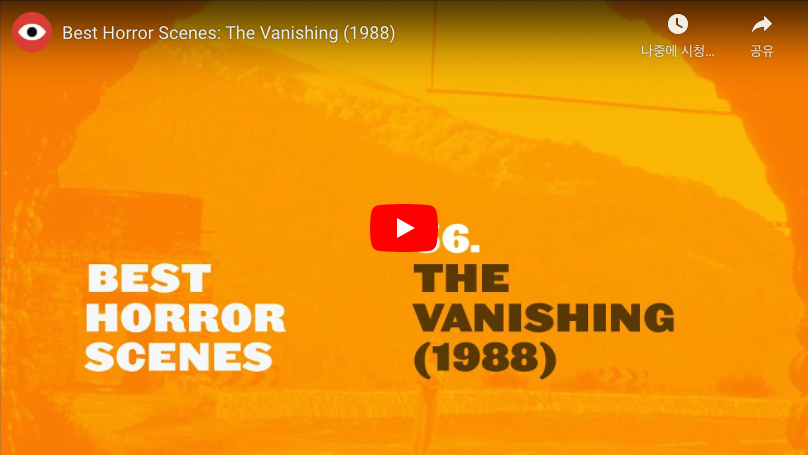 Best Horror Scenes: The Vanishing (1988)
나중에 시청...
공유
BEST
HORROR
SCENES
6.
THE
VANISHING
(1988)